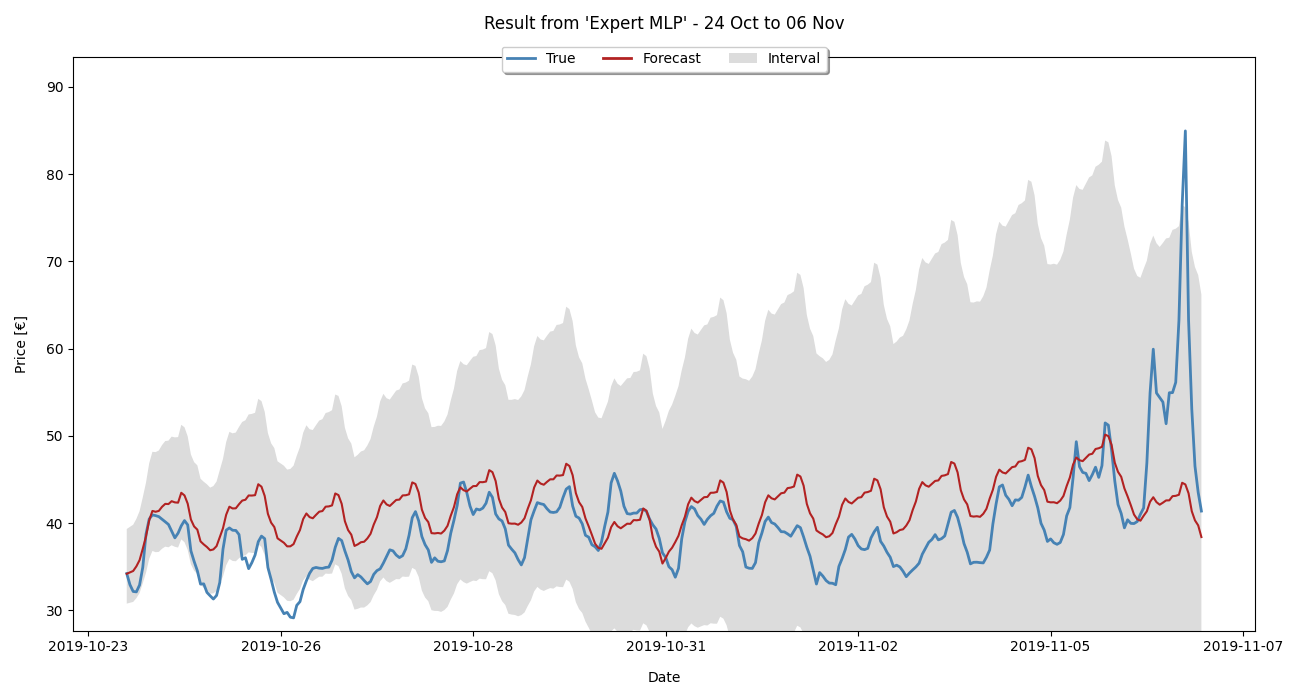 Result from 'Expert MLP' - 24 Oct to 06 Nov
True Forecast Interval
90
80
70
60
50
40
30
Price [€]
2019-10-23 2019-10-26 2019-10-28 2019-10-31 2019-11-02 2019-11-05 2019-11-07
Date